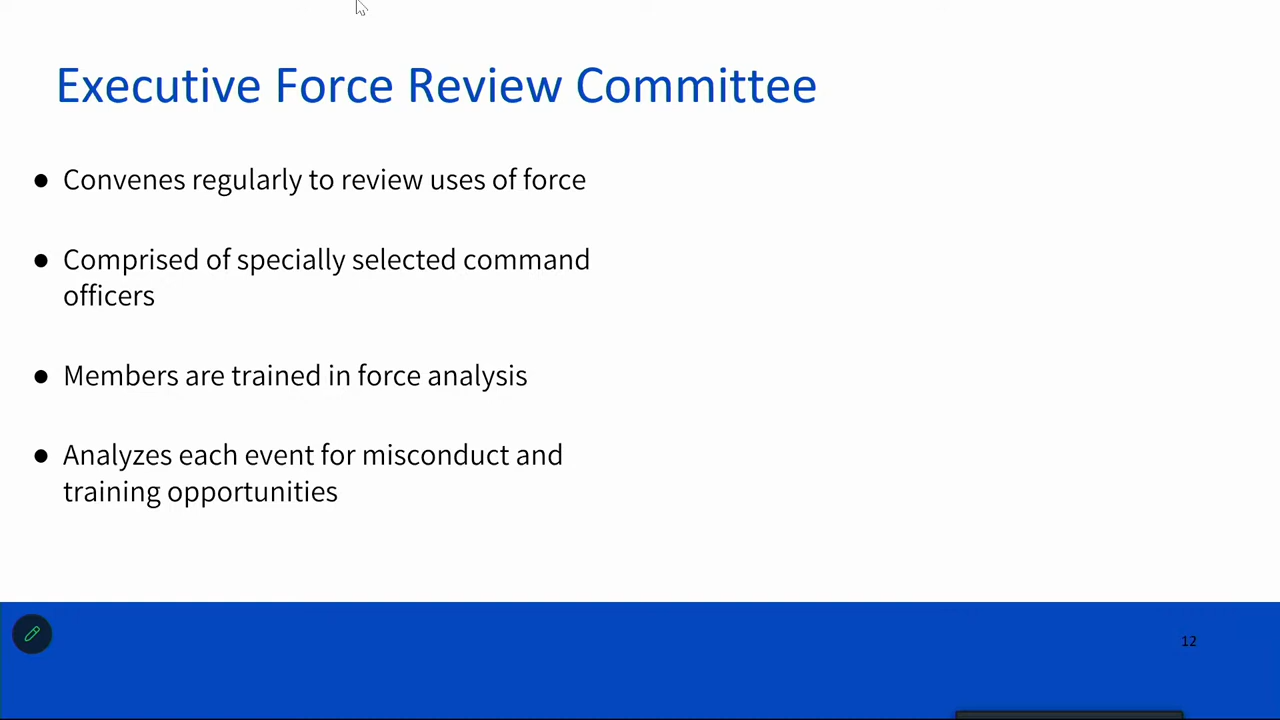 Executive Force Review Committee
● Convenes regularly to review uses of force
● Comprised of specially selected command
officers
● Members are trained in force analysis
● Analyzes each event for misconduct and
training opportunities
12